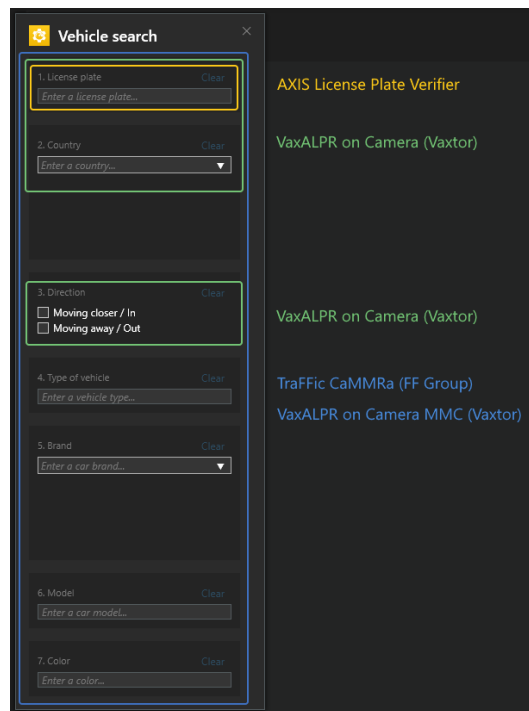 Vehicle search
1. License plate Clear
Enter a license plate...
AXIS License Plate Verifier
2. Country Clear
Enter a country...
VaxALPR on Camera (Vaxtor)
3. Direction Clear
Moving closer / In
Moving away / Out
VaxALPR on Camera (Vaxtor)
4. Type of vehicle Clear
Enter a vehicle type...
TraFFic CaMMRa (FF Group)
VaxALPR on Camera MMC (Vaxtor)
5. Brand Clear
Enter a car brand...
6. Model Clear
Enter a car model...
7. Color Clear
Enter a color...